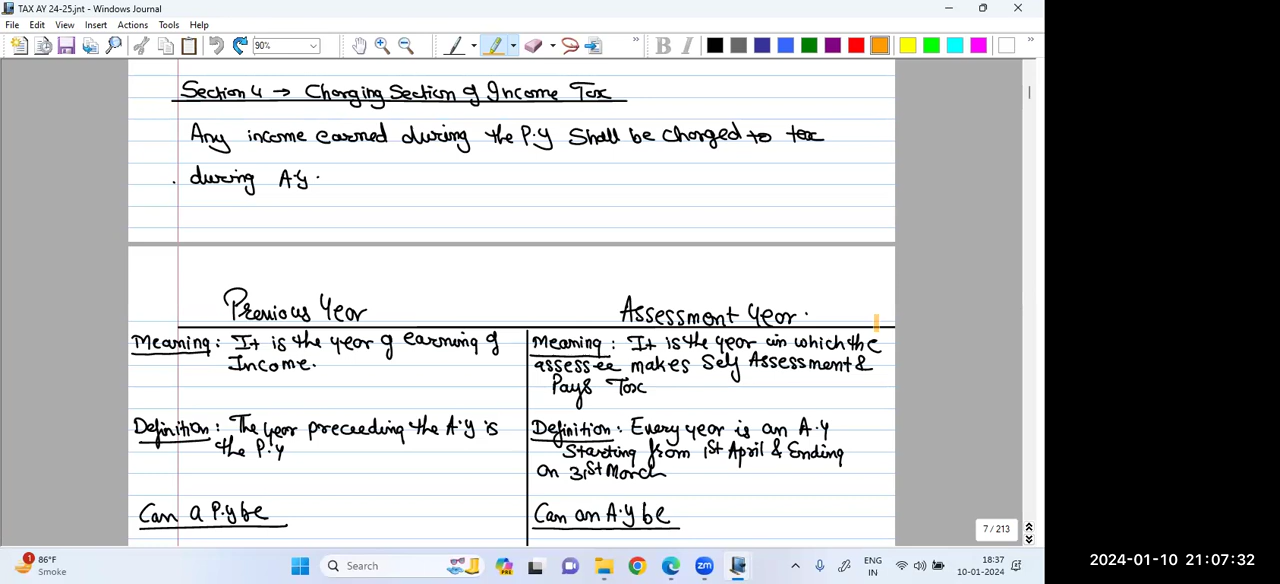 TAX AY 24-25.jnt - Windows Journal
File Edit View Insert Actions Tools Help
90%
B I
Section 4 → Charging Section of Income Tax
Any income earned during the P.Y Shall be charged to tax
during A.Y.
Previous Year
Assessment Year.
Meaning: It is the year of earning of
Income.
Meaning: It is the year in which the
assessee makes Self Assessment &
Pays Tax
Definition: The year preceeding the A.Y is
the P.Y
Definition: Every year is an A.Y
Starting from 1st April & Ending
on 31st March
Can a P.Y be
Can an A.Y be
7 / 213
1
86°F
Smoke
Search
PRE
zm
ENG
IN
18:37
10-01-2024
2024-01-10 21:07:32